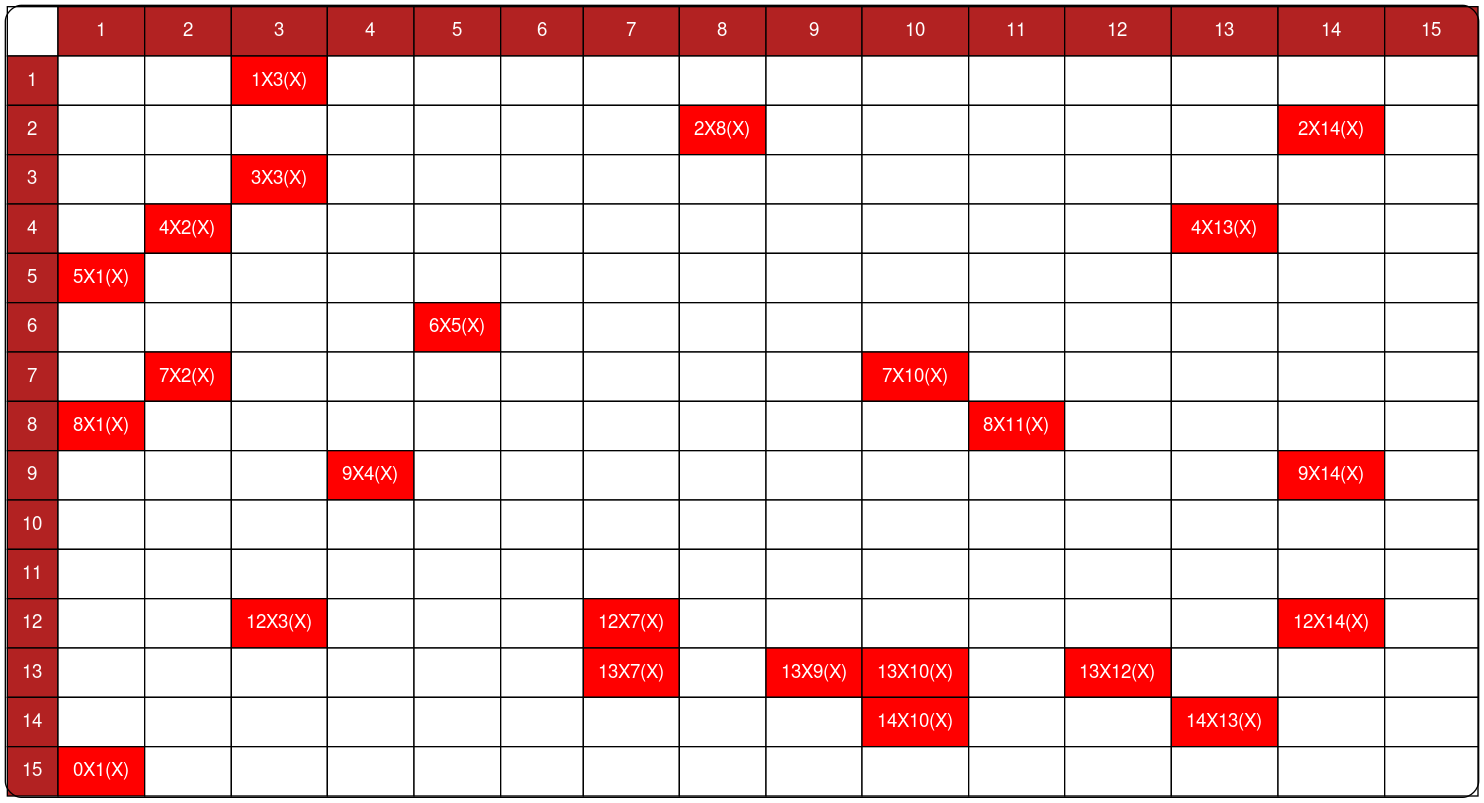 1 2 3 4 5 6 7 8 9 10 11 12 13 14 15
1 1X3(X)
2 2X8(X) 2X14(X)
3 3X3(X)
4 4X2(X) 4X13(X)
5 5X1(X)
6 6X5(X)
7 7X2(X) 7X10(X)
8 8X1(X) 8X11(X)
9 9X4(X) 9X14(X)
10
11
12 12X3(X) 12X7(X) 12X14(X)
13 13X7(X) 13X9(X) 13X10(X) 13X12(X)
14 14X10(X) 14X13(X)
15 0X1(X)